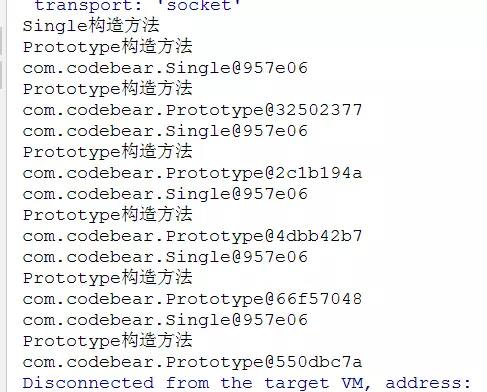 transport: 'socket'
Single构造方法
Prototype构造方法
com.codebear.Single@957e06
Prototype构造方法
com.codebear.Prototype@32502377
com.codebear.Single@957e06
Prototype构造方法
com.codebear.Prototype@2c1b194a
com.codebear.Single@957e06
Prototype构造方法
com.codebear.Prototype@4dbb42b7
com.codebear.Single@957e06
Prototype构造方法
com.codebear.Prototype@66f57048
com.codebear.Single@957e06
Prototype构造方法
com.codebear.Prototype@550dbc7a
Disconnected from the target VM, address: